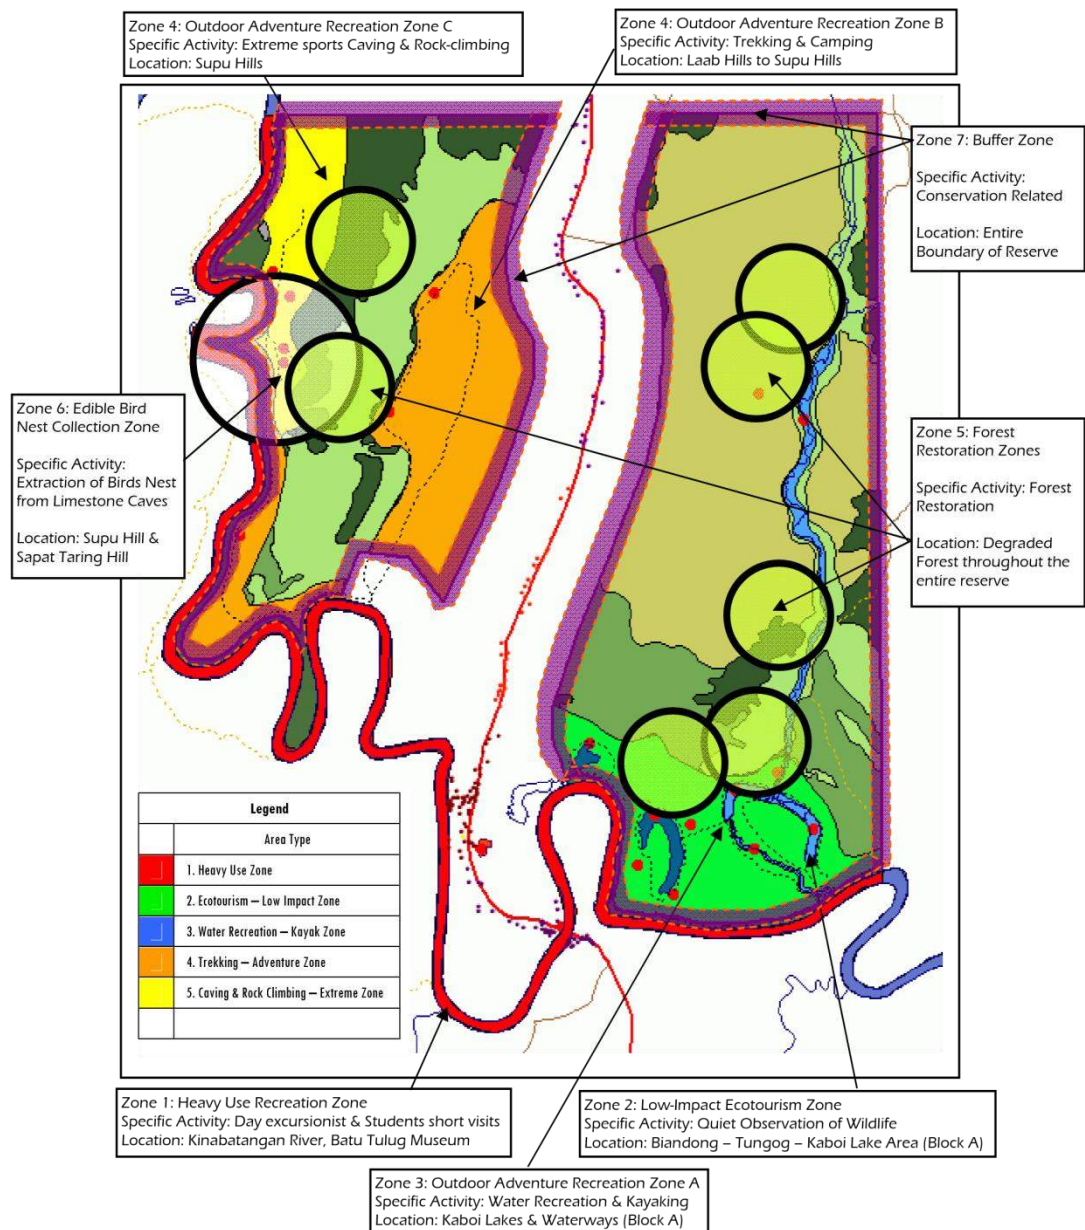 Zone 4: Outdoor Adventure Recreation Zone C
Specific Activity: Extreme sports Caving & Rock-climbing
Location: Supu Hills
Zone 4: Outdoor Adventure Recreation Zone B
Specific Activity: Trekking & Camping
Location: Laab Hills to Supu Hills
Zone 7: Buffer Zone
Specific Activity:
Conservation Related
Location: Entire
Boundary of Reserve
Zone 6: Edible Bird
Nest Collection Zone
Specific Activity:
Extraction of Birds Nest
from Limestone Caves
Location: Supu Hill &
Sapat Taring Hill
Zone 5: Forest
Restoration Zones
Specific Activity: Forest
Restoration
Location: Degraded
Forest throughout the
entire reserve
Legend
Area Type
1. Heavy Use Zone
2. Ecotourism – Low Impact Zone
3. Water Recreation – Kayak Zone
4. Trekking – Adventure Zone
5. Caving & Rock Climbing – Extreme Zone
Zone 1: Heavy Use Recreation Zone
Specific Activity: Day excursionist & Students short visits
Location: Kinabatangan River, Batu Tulug Museum
Zone 2: Low-Impact Ecotourism Zone
Specific Activity: Quiet Observation of Wildlife
Location: Biandong – Tungog – Kaboi Lake Area (Block A)
Zone 3: Outdoor Adventure Recreation Zone A
Specific Activity: Water Recreation & Kayaking
Location: Kaboi Lakes & Waterways (Block A)